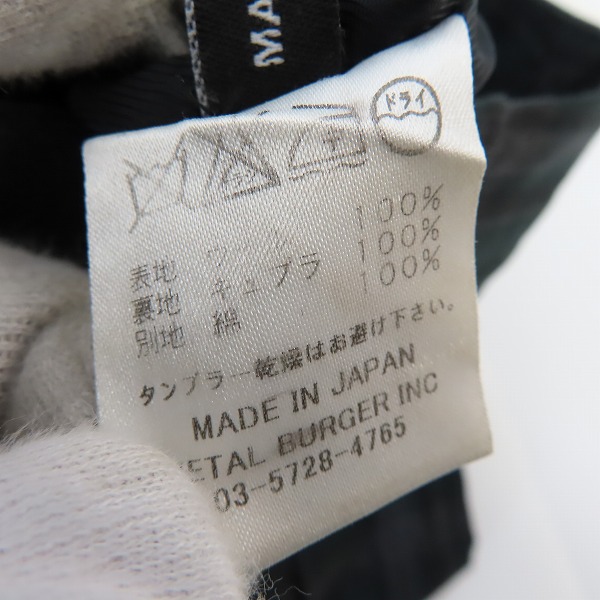 MA
ドライ
表地 ウール 100%
裏地 キュプラ 100%
別地 綿 100%
タンブラー乾燥はお避け下さい。
MADE IN JAPAN
METAL BURGER INC
03-5728-4765